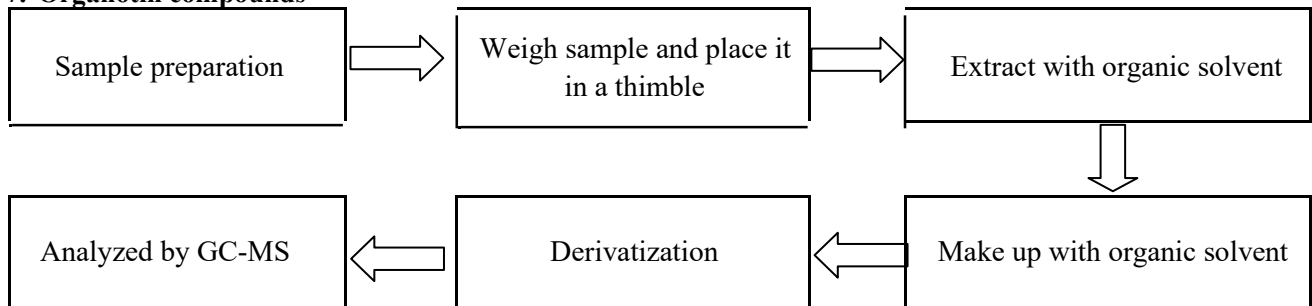 7. Organotin compounds
Sample preparation
Weigh sample and place it
in a thimble
Extract with organic solvent
Analyzed by GC-MS
Derivatization
Make up with organic solvent